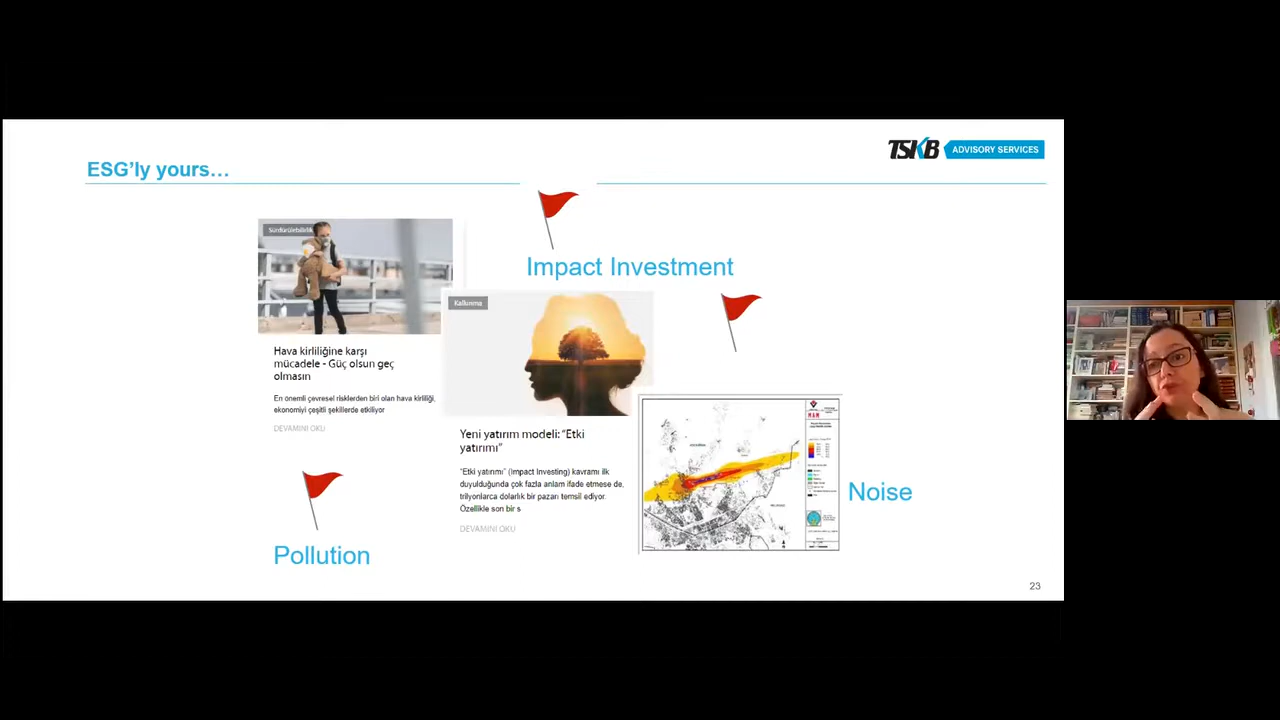 ESG'ly yours…
TSKB ADVISORY SERVICES
Impact Investment
Sürdürülebilirlik
Hava kirliliğine karşı
mücadele - Güç olsun geç
olmasın
En önemli çevresel risklerden biri olan hava kirliliği,
ekonomiyi çeşitli şekillerde etkiliyor
DEVAMINI OKU
Pollution
Kalkınma
Yeni yatırım modeli: "Etki
yatırımı"
"Etki yatırımı" (Impact Investing) kavramı ilk
duyulduğunda çok fazla anlam ifade etmese de,
trilyonlarca dolarlık bir pazarı temsil ediyor.
Özellikle son bir s
DEVAMINI OKU
Noise
23